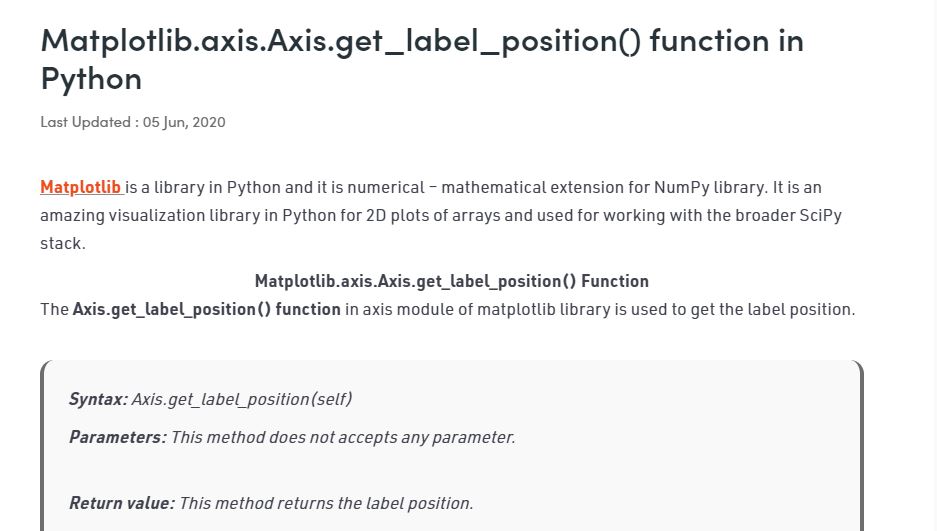 Matplotlib.axis.Axis.get_label_position() function in
Python
Last Updated : 05 Jun, 2020
Matplotlib is a library in Python and it is numerical – mathematical extension for NumPy library. It is an
amazing visualization library in Python for 2D plots of arrays and used for working with the broader SciPy
stack.
Matplotlib.axis.Axis.get_label_position() Function
The Axis.get_label_position() function in axis module of matplotlib library is used to get the label position.
Syntax: Axis.get_label_position(self)
Parameters: This method does not accepts any parameter.
Return value: This method returns the label position.